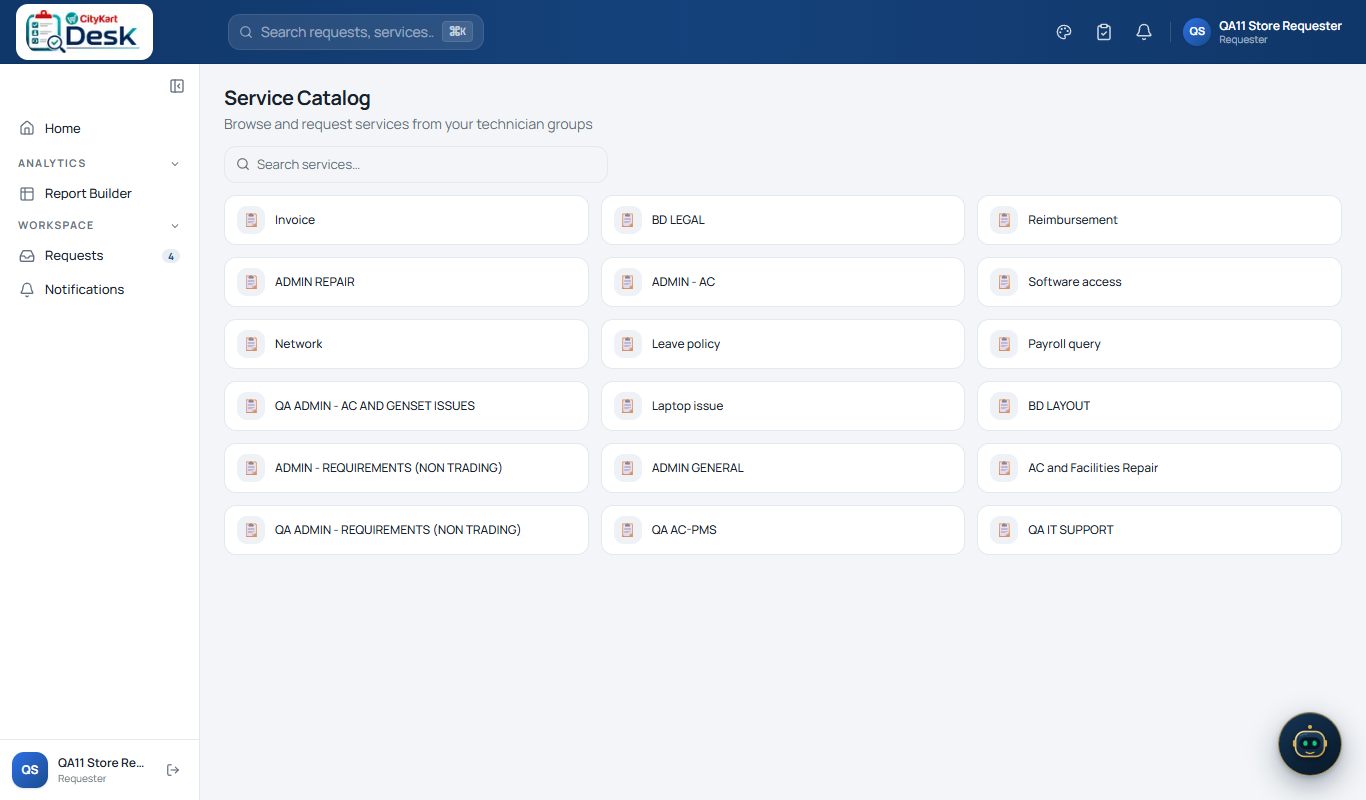 CityKart
Desk
Search requests, services..
⌘K
QS
QA11 Store Requester
Requester
Home
ANALYTICS
Report Builder
WORKSPACE
Requests
4
Notifications
Service Catalog
Browse and request services from your technician groups
Search services...
Invoice
BD LEGAL
Reimbursement
ADMIN REPAIR
ADMIN - AC
Software access
Network
Leave policy
Payroll query
QA ADMIN - AC AND GENSET ISSUES
Laptop issue
BD LAYOUT
ADMIN - REQUIREMENTS (NON TRADING)
ADMIN GENERAL
AC and Facilities Repair
QA ADMIN - REQUIREMENTS (NON TRADING)
QA AC-PMS
QA IT SUPPORT
QS
QA11 Store Re...
Requester